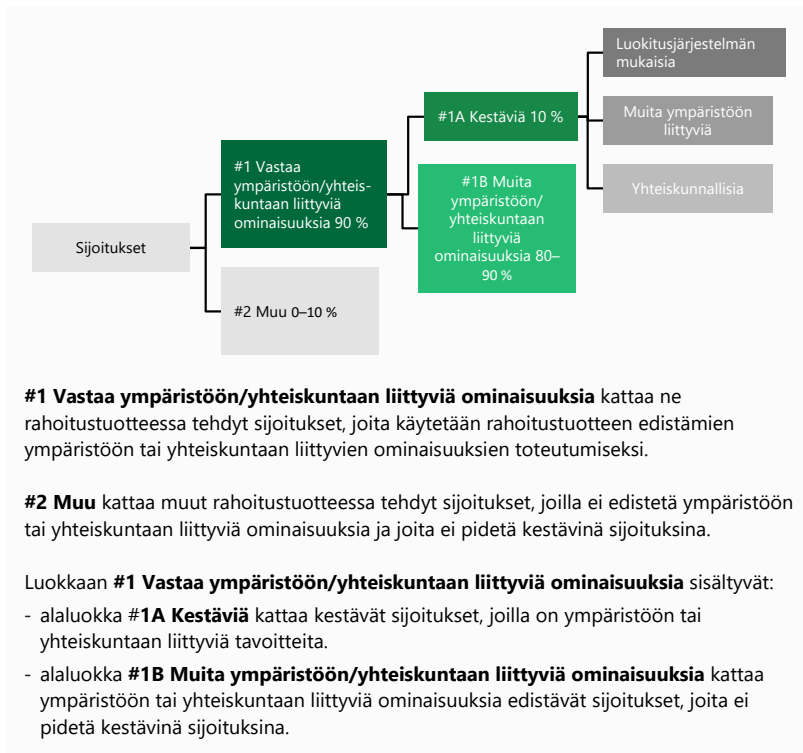 Luokitusjärjestelmän
mukaisia
#1A Kestäviä 10 %
Muita ympäristöön
liittyviä
#1 Vastaa
ympäristöön/yhteis-
kuntaan liittyviä
ominaisuuksia 90 %
#1B Muita
ympäristöön/
yhteiskuntaan
liittyviä
ominaisuuksia 80–
90 %
Yhteiskunnallisia
Sijoitukset
#2 Muu 0–10 %
#1 Vastaa ympäristöön/yhteiskuntaan liittyviä ominaisuuksia kattaa ne
rahoitustuotteessa tehdyt sijoitukset, joita käytetään rahoitustuotteen edistämien
ympäristöön tai yhteiskuntaan liittyvien ominaisuuksien toteutumiseksi.
#2 Muu kattaa muut rahoitustuotteessa tehdyt sijoitukset, joilla ei edistetä ympäristöön
tai yhteiskuntaan liittyviä ominaisuuksia ja joita ei pidetä kestävinä sijoituksina.
Luokkaan #1 Vastaa ympäristöön/yhteiskuntaan liittyviä ominaisuuksia sisältyvät:
- alaluokka #1A Kestäviä kattaa kestävät sijoitukset, joilla on ympäristöön tai
yhteiskuntaan liittyviä tavoitteita.
- alaluokka #1B Muita ympäristöön/yhteiskuntaan liittyviä ominaisuuksia kattaa
ympäristöön tai yhteiskuntaan liittyviä ominaisuuksia edistävät sijoitukset, joita ei
pidetä kestävinä sijoituksina.